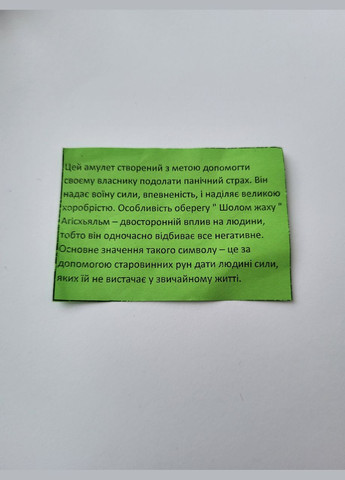 Цей амулет створений з метою допомогти
своєму власнику подолати панічний страх. Він
надає воїну сили, впевненість, і наділяє великою
хоробрістю. Особливість оберегу " Шолом жаху "
Агісхьяльм – двосторонній вплив на людини,
тобто він одночасно відбиває все негативне.
Основне значення такого символу – це за
допомогою старовинних рун дати людині сили,
яких їй не вистачає у звичайному житті.